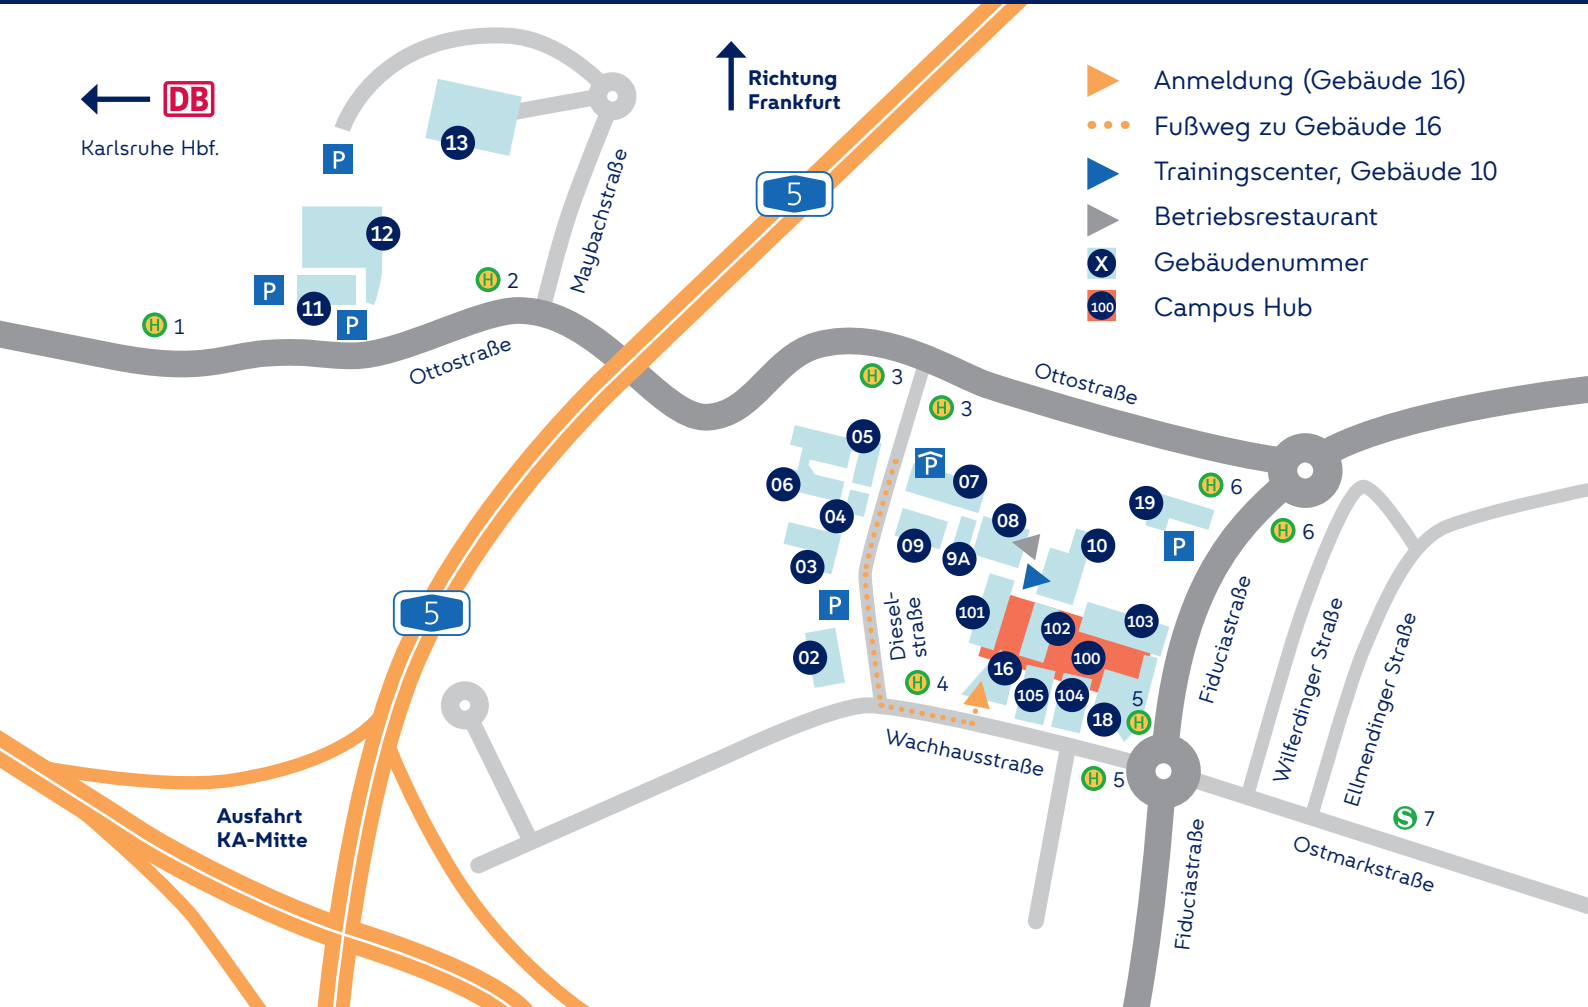 DB
Karlsruhe Hbf.
Richtung
Frankfurt
Anmeldung (Gebäude 16)
Fußweg zu Gebäude 16
Trainingscenter, Gebäude 10
Betriebsrestaurant
X Gebäudenummer
100 Campus Hub
13
P
Maybachstraße
5
12
P
11
P
H 2
H 1
Ottostraße
H 3
H 3
Ottostraße
05
P
07
06
04
08
09
9A
10
19
H 6
P
H 6
03
P
02
5
Diesel-
straße
101
102
103
100
16
105
104
18
5
H
H 4
Wachhausstraße
H 5
Fiduciastraße
Wilferdinger Straße
Ellmendinger Straße
S 7
Ostmarkstraße
Fiduciastraße
Ausfahrt
KA-Mitte